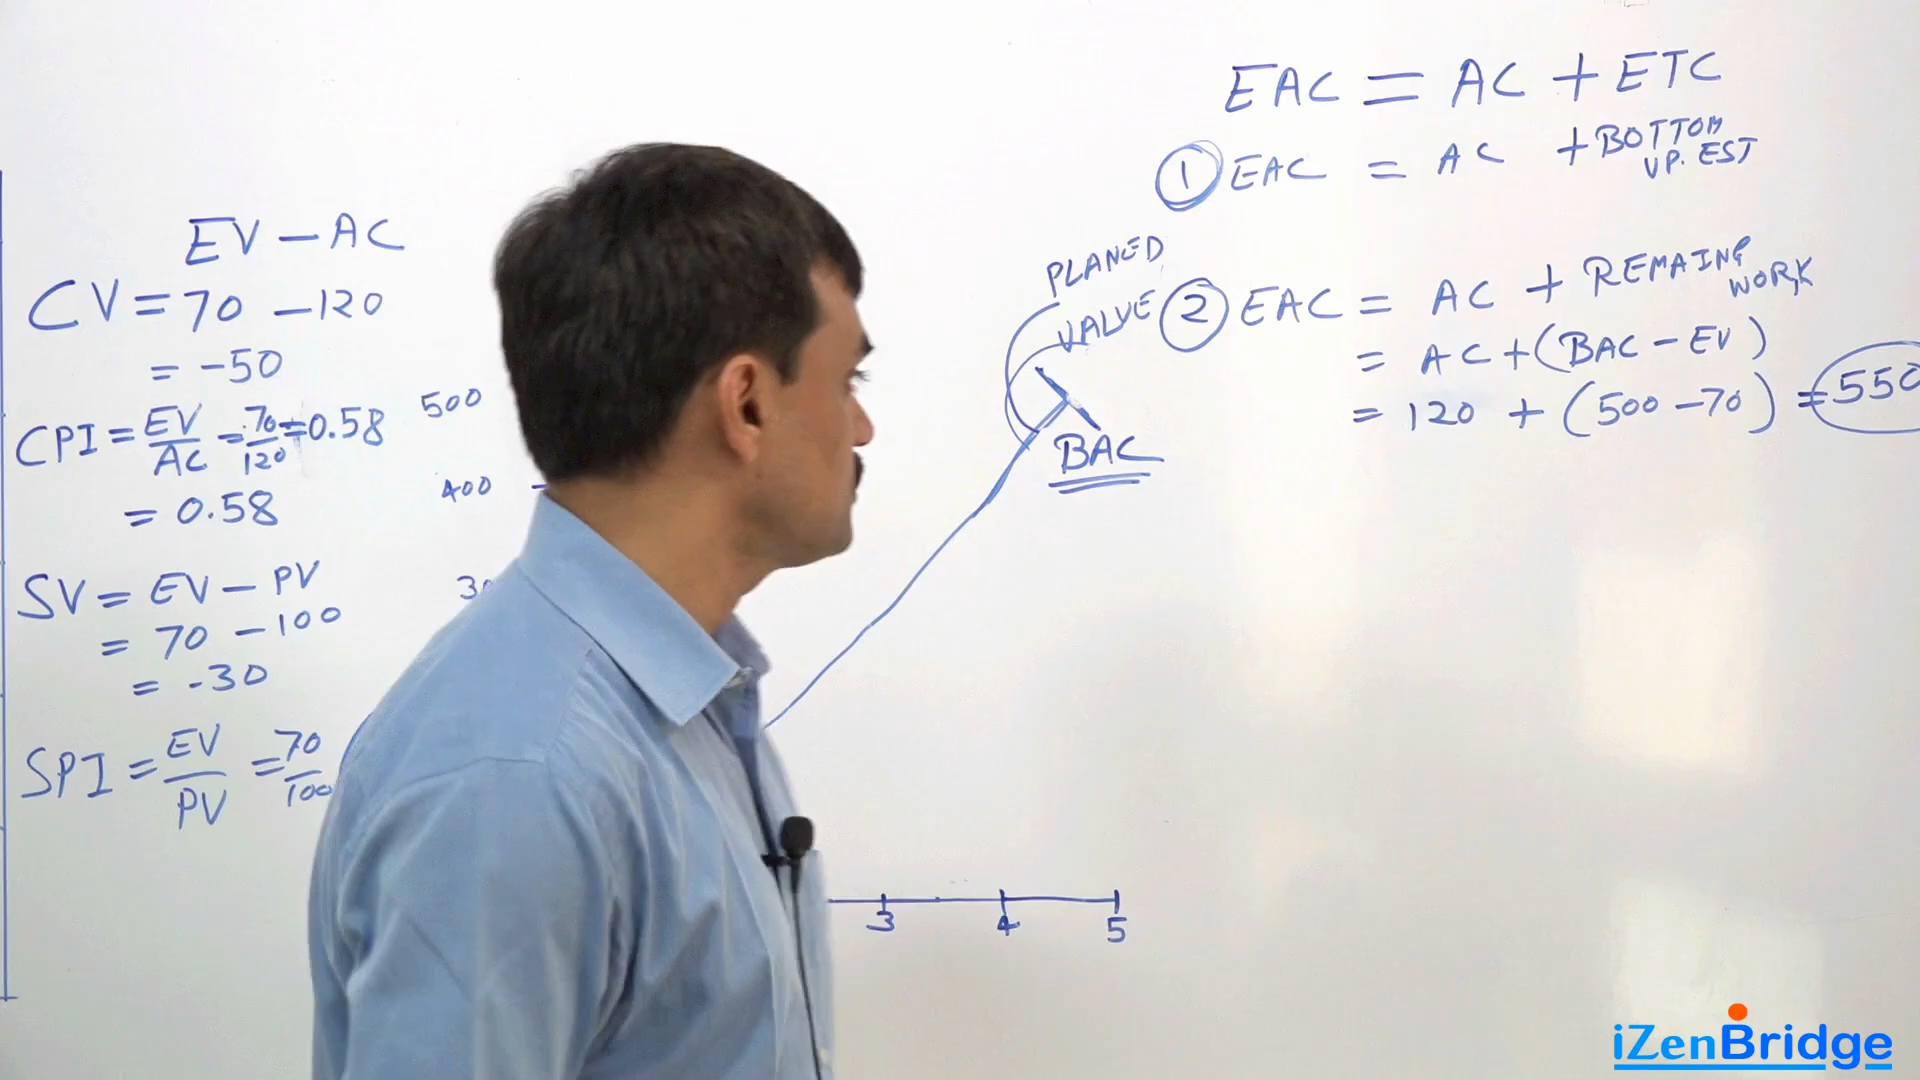 EV - AC
CV = 70 - 120
= -50
CPI = EV/AC = 70/120 = 0.58
= 0.58
SV = EV - PV
= 70 - 100
= -30
SPI = EV/PV = 70/100
500
400
PLANED
VALVE
BAC
3
4
5
EAC = AC + ETC
1 EAC = AC + BOTTOM
UP. EST
2 EAC = AC + REMAING
WORK
= AC + (BAC - EV)
= 120 + (500 - 70) = 550
iZenBridge